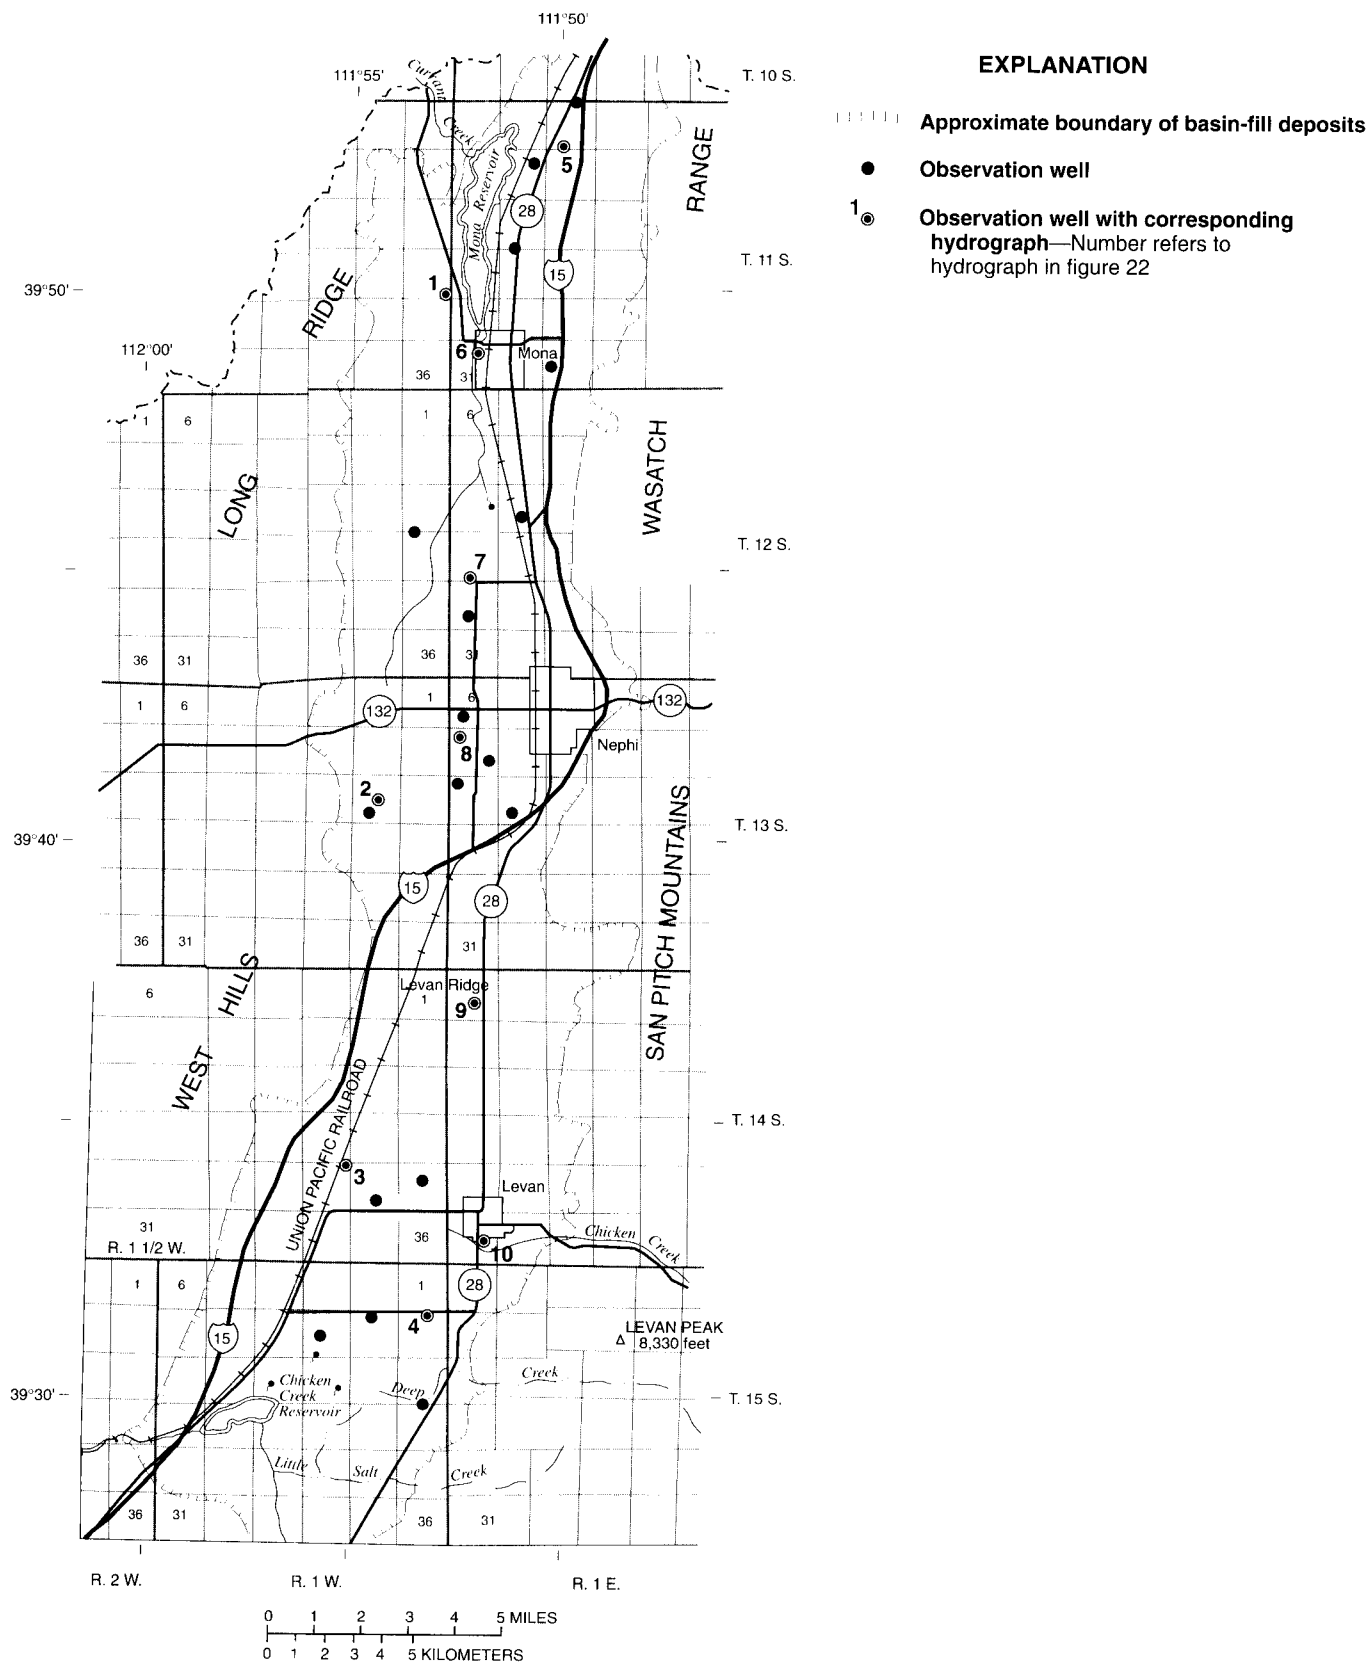 111°50'
EXPLANATION
Approximate boundary of basin-fill deposits
Observation well
1
Observation well with corresponding
hydrograph—Number refers to
hydrograph in figure 22
111°55'
T. 10 S.
Currant
Creek
RANGE
5
Mona Reservoir
28
T. 11 S.
15
39°50'
1
RIDGE
112°00'
6
Mona
36
31
1
6
1
6
LONG
WASATCH
T. 12 S.
7
36
31
36
31
1
6
132
1
6
132
8
Nephi
2
39°40'
T. 13 S.
15
28
SAN PITCH MOUNTAINS
36
31
31
HILLS
Levan Ridge
6
1
9
WEST
UNION PACIFIC RAILROAD
T. 14 S.
3
Levan
31
R. 1 1/2 W.
36
10
Chicken
Creek
1
6
1
28
15
4
LEVAN PEAK
8,330 feet
39°30'
Chicken
Creek
Reservoir
Deep
Creek
T. 15 S.
Little
Salt
Creek
36
31
36
31
R. 2 W.
R. 1 W.
R. 1 E.
0 1 2 3 4 5 MILES
0 1 2 3 4 5 KILOMETERS